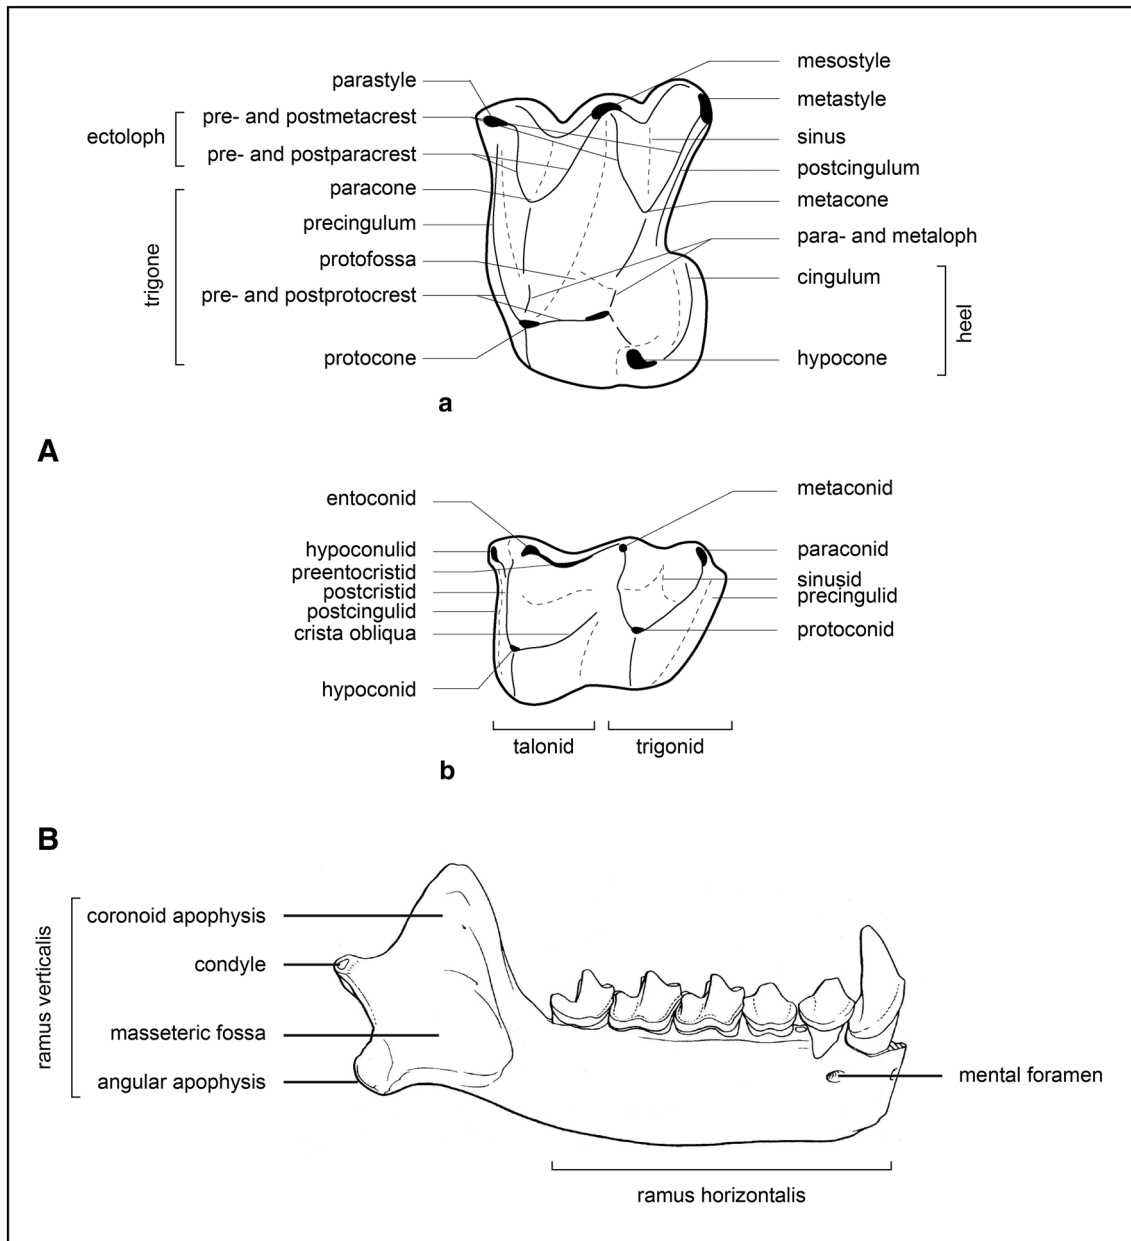 parastyle
pre- and postmetacrest
ectoloph
pre- and postparacrest
paracone
precingulum
trigone
protofossa
pre- and postprotocrest
protocone
mesostyle
metastyle
sinus
postcingulum
metacone
para- and metaloph
cingulum
heel
hypocone
a
A
entoconid
hypoconulid
preentocristid
postcristid
postcingulid
crista obliqua
hypoconid
metaconid
paraconid
sinusid
precingulid
protoconid
talonid
trigonid
b
B
ramus verticalis
coronoid apophysis
condyle
masseteric fossa
angular apophysis
mental foramen
ramus horizontalis